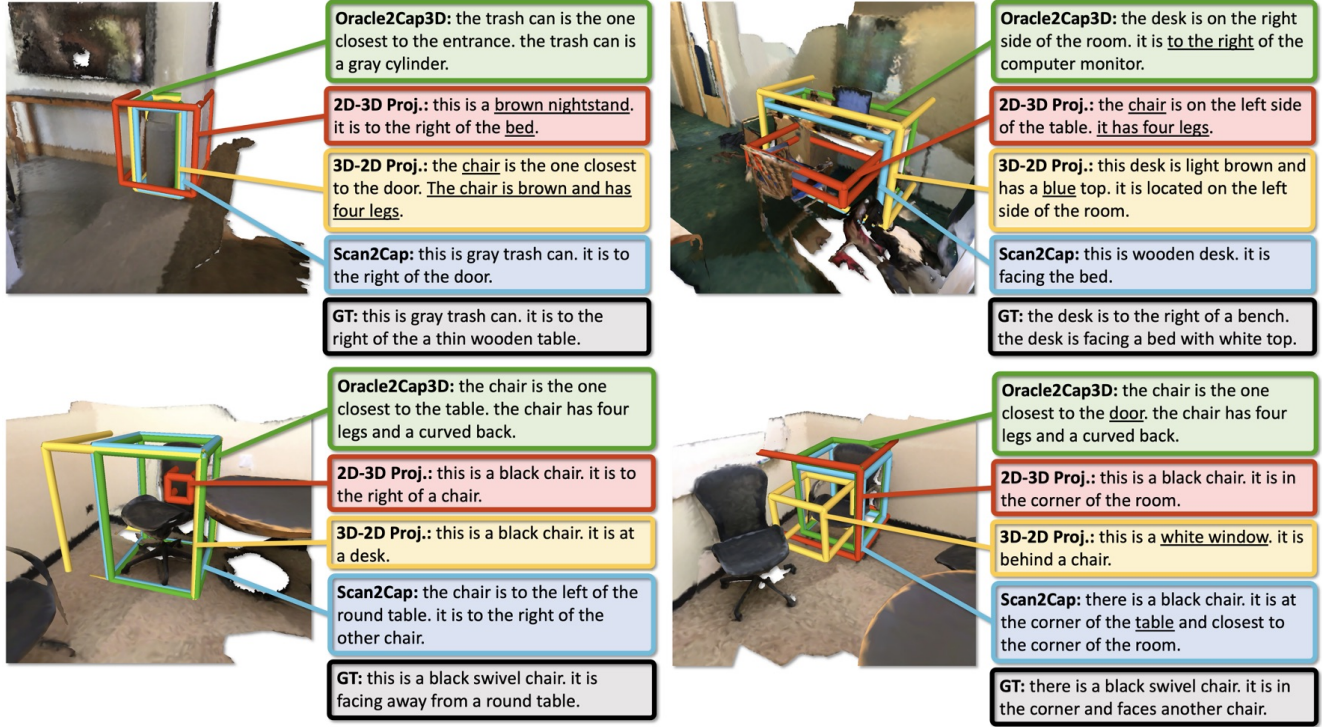 Oracle2Cap3D: the trash can is the one
closest to the entrance. the trash can is
a gray cylinder.
2D-3D Proj.: this is a brown nightstand.
it is to the right of the bed.
3D-2D Proj.: the chair is the one closest
to the door. The chair is brown and has
four legs.
Scan2Cap: this is gray trash can. it is to
the right of the door.
GT: this is gray trash can. it is to the
right of the a thin wooden table.
Oracle2Cap3D: the desk is on the right
side of the room. it is to the right of the
computer monitor.
2D-3D Proj.: the chair is on the left side
of the table. it has four legs.
3D-2D Proj.: this desk is light brown and
has a blue top. it is located on the left
side of the room.
Scan2Cap: this is wooden desk. it is
facing the bed.
GT: the desk is to the right of a bench.
the desk is facing a bed with white top.
Oracle2Cap3D: the chair is the one
closest to the table. the chair has four
legs and a curved back.
2D-3D Proj.: this is a black chair. it is to
the right of a chair.
3D-2D Proj.: this is a black chair. it is at
a desk.
Scan2Cap: the chair is to the left of the
round table. it is to the right of the
other chair.
GT: this is a black swivel chair. it is
facing away from a round table.
Oracle2Cap3D: the chair is the one
closest to the door. the chair has four
legs and a curved back.
2D-3D Proj.: this is a black chair. it is in
the corner of the room.
3D-2D Proj.: this is a white window. it is
behind a chair.
Scan2Cap: there is a black chair. it is at
the corner of the table and closest to
the corner of the room.
GT: there is a black swivel chair. it is in
the corner and faces another chair.